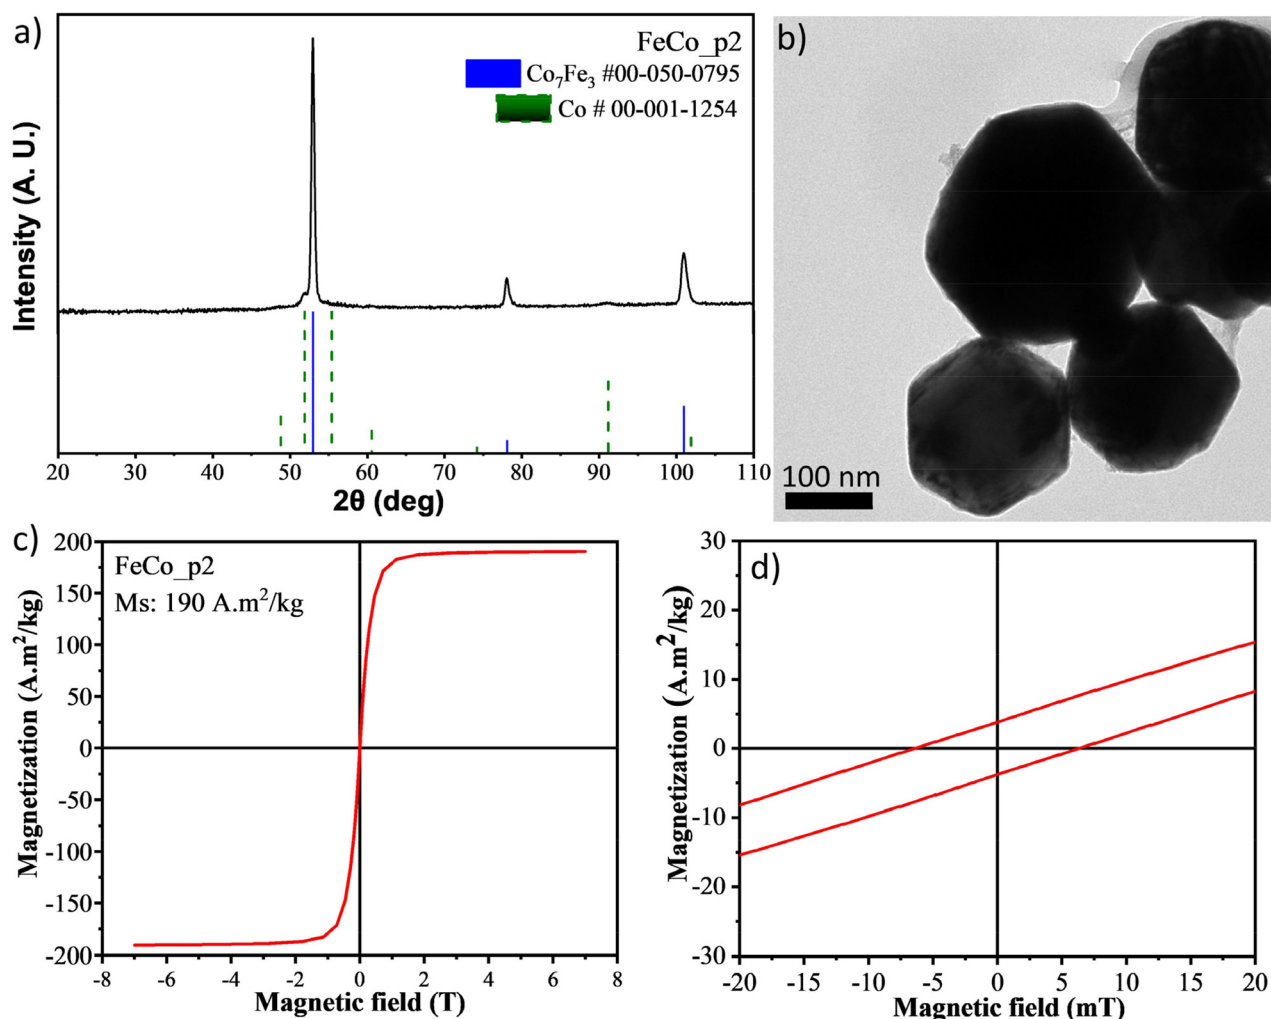 a)
FeCo_p2
Co₇Fe₃ #00-050-0795
Co # 00-001-1254
Intensity (A. U.)
20 30 40 50 60 70 80 90 100 110
2θ (deg)
b)
100 nm
c)
FeCo_p2
Ms: 190 A.m²/kg
Magnetization (A.m²/kg)
200
150
100
50
0
-50
-100
-150
-200
-8 -6 -4 -2 0 2 4 6 8
Magnetic field (T)
d)
Magnetization (A.m²/kg)
30
20
10
0
-10
-20
-30
-20 -15 -10 -5 0 5 10 15 20
Magnetic field (mT)